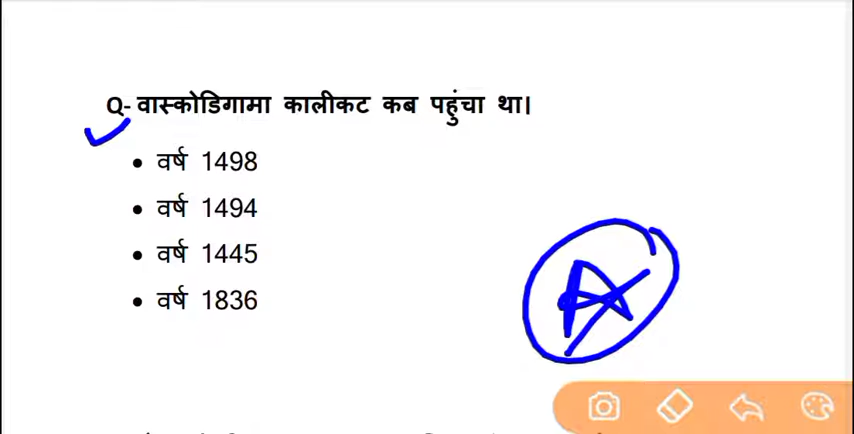 Q- वास्कोडिगामा कालीकट कब पहुंचा था।
• वर्ष 1498
• वर्ष 1494
• वर्ष 1445
• वर्ष 1836
A